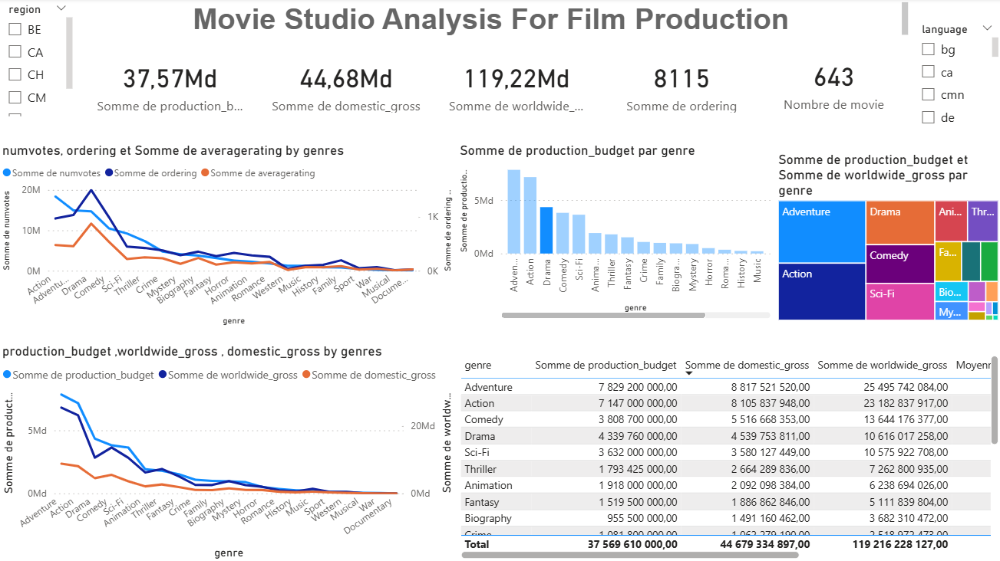 region
BE
CA
CH
CM
Movie Studio Analysis For Film Production
language
bg
ca
cmn
de
37,57Md
Somme de production_b...
44,68Md
Somme de domestic_gross
119,22Md
Somme de worldwide_...
8115
Somme de ordering
643
Nombre de movie
numvotes, ordering et Somme de averagerating by genres
Somme de numvotes Somme de ordering Somme de averagerating
Somme de numvotes
20M
10M
0M
Somme de ordering ...
1K
0K
Action
Adventu...
Drama
Comedy
Sci-Fi
Thriller
Crime
Mystery
Biography
Fantasy
Horror
Animation
Romance
Western
Music
History
Family
Sport
War
Musical
Docume...
genre
Somme de production_budget par genre
Somme de productio...
5Md
0Md
Adven...
Action
Drama
Comedy
Sci-Fi
Anima...
Thriller
Fantasy
Crime
Family
Biogra...
Mystery
Horror
Roma...
History
Music
genre
Somme de production_budget et
Somme de worldwide_gross par
genre
Adventure
Action
Drama
Comedy
Sci-Fi
Ani...
Thr...
Fa...
Bio...
My...
production_budget ,worldwide_gross , domestic_gross by genres
Somme de production_budget Somme de worldwide_gross Somme de domestic_gross
Somme de product...
5Md
0Md
Somme de worldw...
20Md
0Md
Adventure
Action
Drama
Comedy
Sci-Fi
Animation
Thriller
Fantasy
Crime
Family
Biography
Mystery
Horror
Romance
History
Music
Sport
Western
Musical
War
Documentary
genre
genre Somme de production_budget Somme de domestic_gross Somme de worldwide_gross Moyenn
Adventure 7 829 200 000,00 8 817 521 520,00 25 495 742 084,00
Action 7 147 000 000,00 8 105 837 948,00 23 182 837 917,00
Comedy 3 808 700 000,00 5 516 668 353,00 13 644 176 377,00
Drama 4 339 760 000,00 4 539 753 811,00 10 616 017 258,00
Sci-Fi 3 632 000 000,00 3 580 127 449,00 10 575 922 708,00
Thriller 1 793 425 000,00 2 664 289 836,00 7 262 800 935,00
Animation 1 918 000 000,00 2 092 098 384,00 6 238 694 026,00
Fantasy 1 519 500 000,00 1 886 862 846,00 5 111 839 804,00
Biography 955 500 000,00 1 491 160 462,00 3 682 310 472,00
Crime 1 081 800 000,00 1 062 279 190,00 2 518 972 473,00
Total 37 569 610 000,00 44 679 334 897,00 119 216 228 127,00